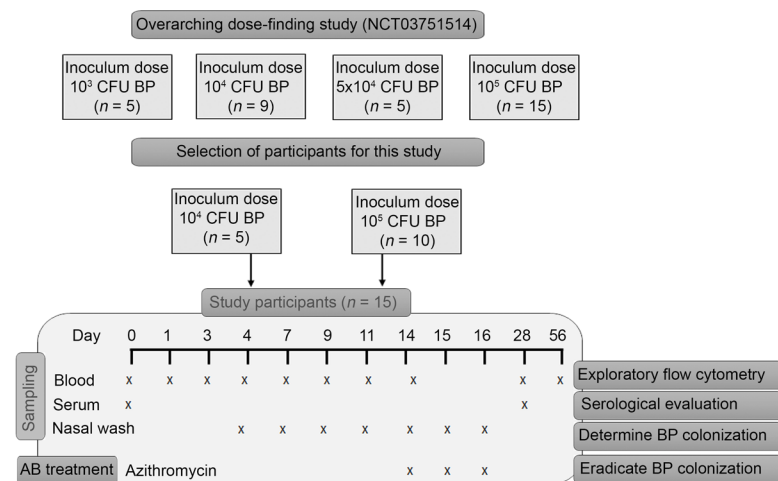 Overarching dose-finding study (NCT03751514)
Inoculum dose
10³ CFU BP
(n = 5)
Inoculum dose
10⁴ CFU BP
(n = 9)
Inoculum dose
5x10⁴ CFU BP
(n = 5)
Inoculum dose
10⁵ CFU BP
(n = 15)
Selection of participants for this study
Inoculum dose
10⁴ CFU BP
(n = 5)
Inoculum dose
10⁵ CFU BP
(n = 10)
Study participants (n = 15)
Day 0 1 3 4 7 9 11 14 15 16 28 56
Sampling
Blood x x x x x x x x x x Exploratory flow cytometry
Serum x x Serological evaluation
Nasal wash x x x x x x x Determine BP colonization
AB treatment Azithromycin x x x Eradicate BP colonization